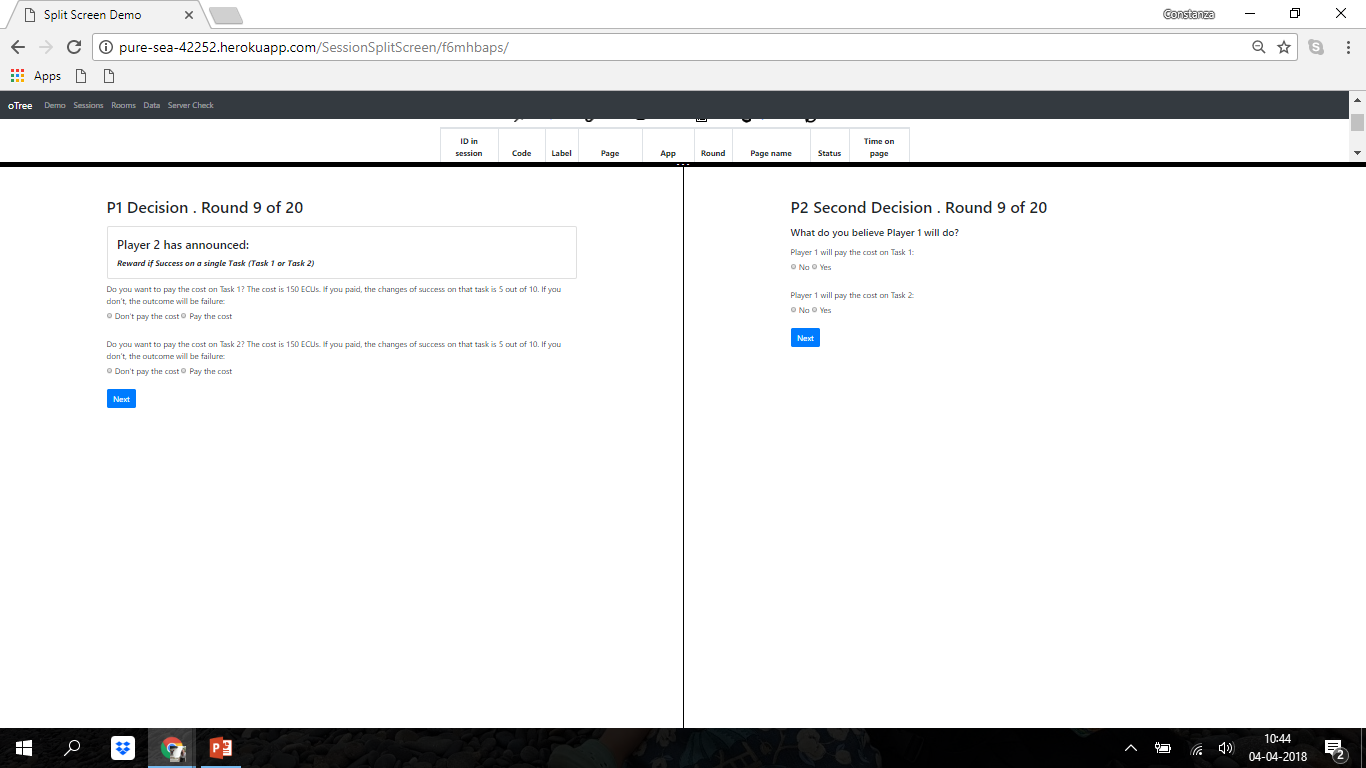 Split Screen Demo
Constanza
pure-sea-42252.herokuapp.com/SessionSplitScreen/f6mhbaps/
Apps
oTree Demo Sessions Rooms Data Server Check
ID in session Code Label Page App Round Page name Status Time on page
P1 Decision . Round 9 of 20
Player 2 has announced:
Reward if Success on a single Task (Task 1 or Task 2)
Do you want to pay the cost on Task 1? The cost is 150 ECUs. If you paid, the changes of success on that task is 5 out of 10. If you
don't, the outcome will be failure:
Don't pay the cost Pay the cost
Do you want to pay the cost on Task 2? The cost is 150 ECUs. If you paid, the changes of success on that task is 5 out of 10. If you
don't, the outcome will be failure:
Don't pay the cost Pay the cost
Next
P2 Second Decision . Round 9 of 20
What do you believe Player 1 will do?
Player 1 will pay the cost on Task 1:
No Yes
Player 1 will pay the cost on Task 2:
No Yes
Next
10:44
04-04-2018
2